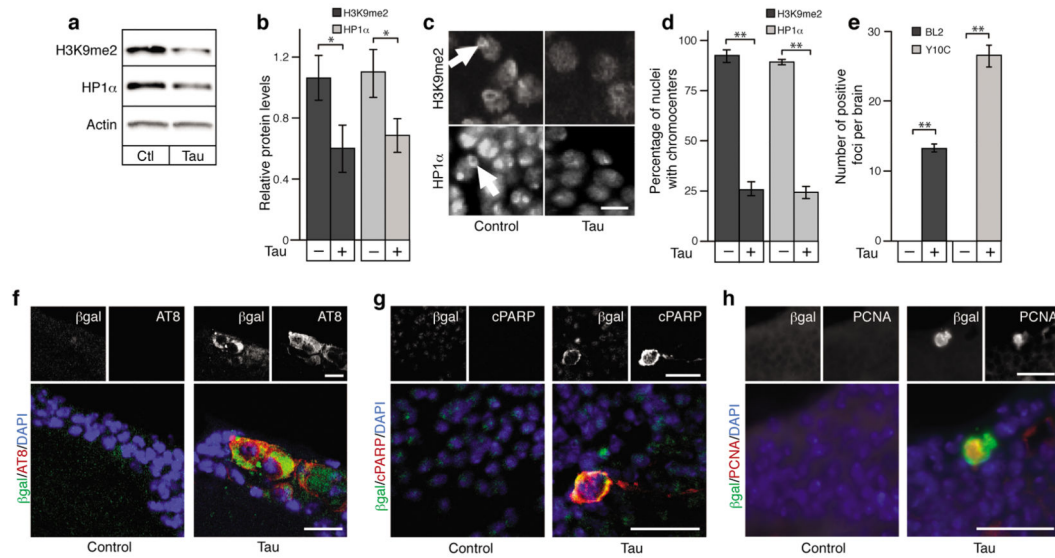 a
H3K9me2
HP1α
Actin
Ctl Tau
b
H3K9me2
HP1α
Relative protein levels
1.2
0.8
0.4
0
* *
Tau − + − +
c
H3K9me2
HP1α
Control Tau
d
H3K9me2
HP1α
Percentage of nuclei
with chromocenters
100
75
50
25
0
** **
Tau − + − +
e
BL2
Y10C
Number of positive
foci per brain
30
20
10
0
** **
Tau − + − +
f
βgal AT8 βgal AT8
βgal/AT8/DAPI
Control Tau
g
βgal cPARP βgal cPARP
βgal/cPARP/DAPI
Control Tau
h
βgal PCNA βgal PCNA
βgal/PCNA/DAPI
Control Tau